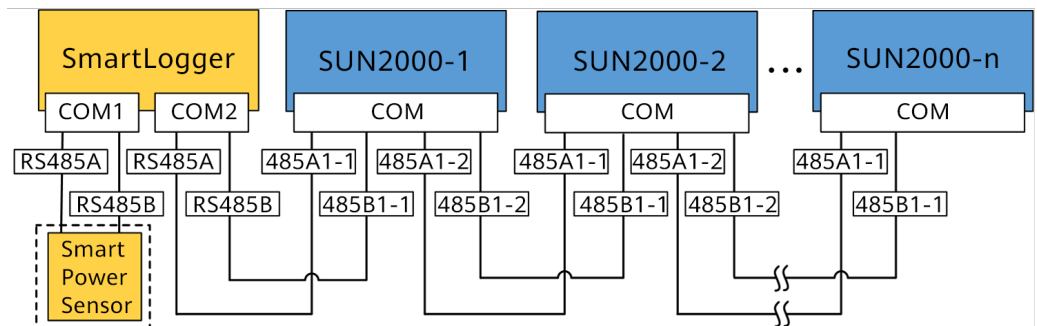 SmartLogger
SUN2000-1
SUN2000-2
...
SUN2000-n
COM1
COM2
COM
COM
COM
RS485A
RS485A
485A1-1
485A1-2
485A1-1
485A1-2
485A1-1
RS485B
RS485B
485B1-1
485B1-2
485B1-1
485B1-2
485B1-1
Smart
Power
Sensor